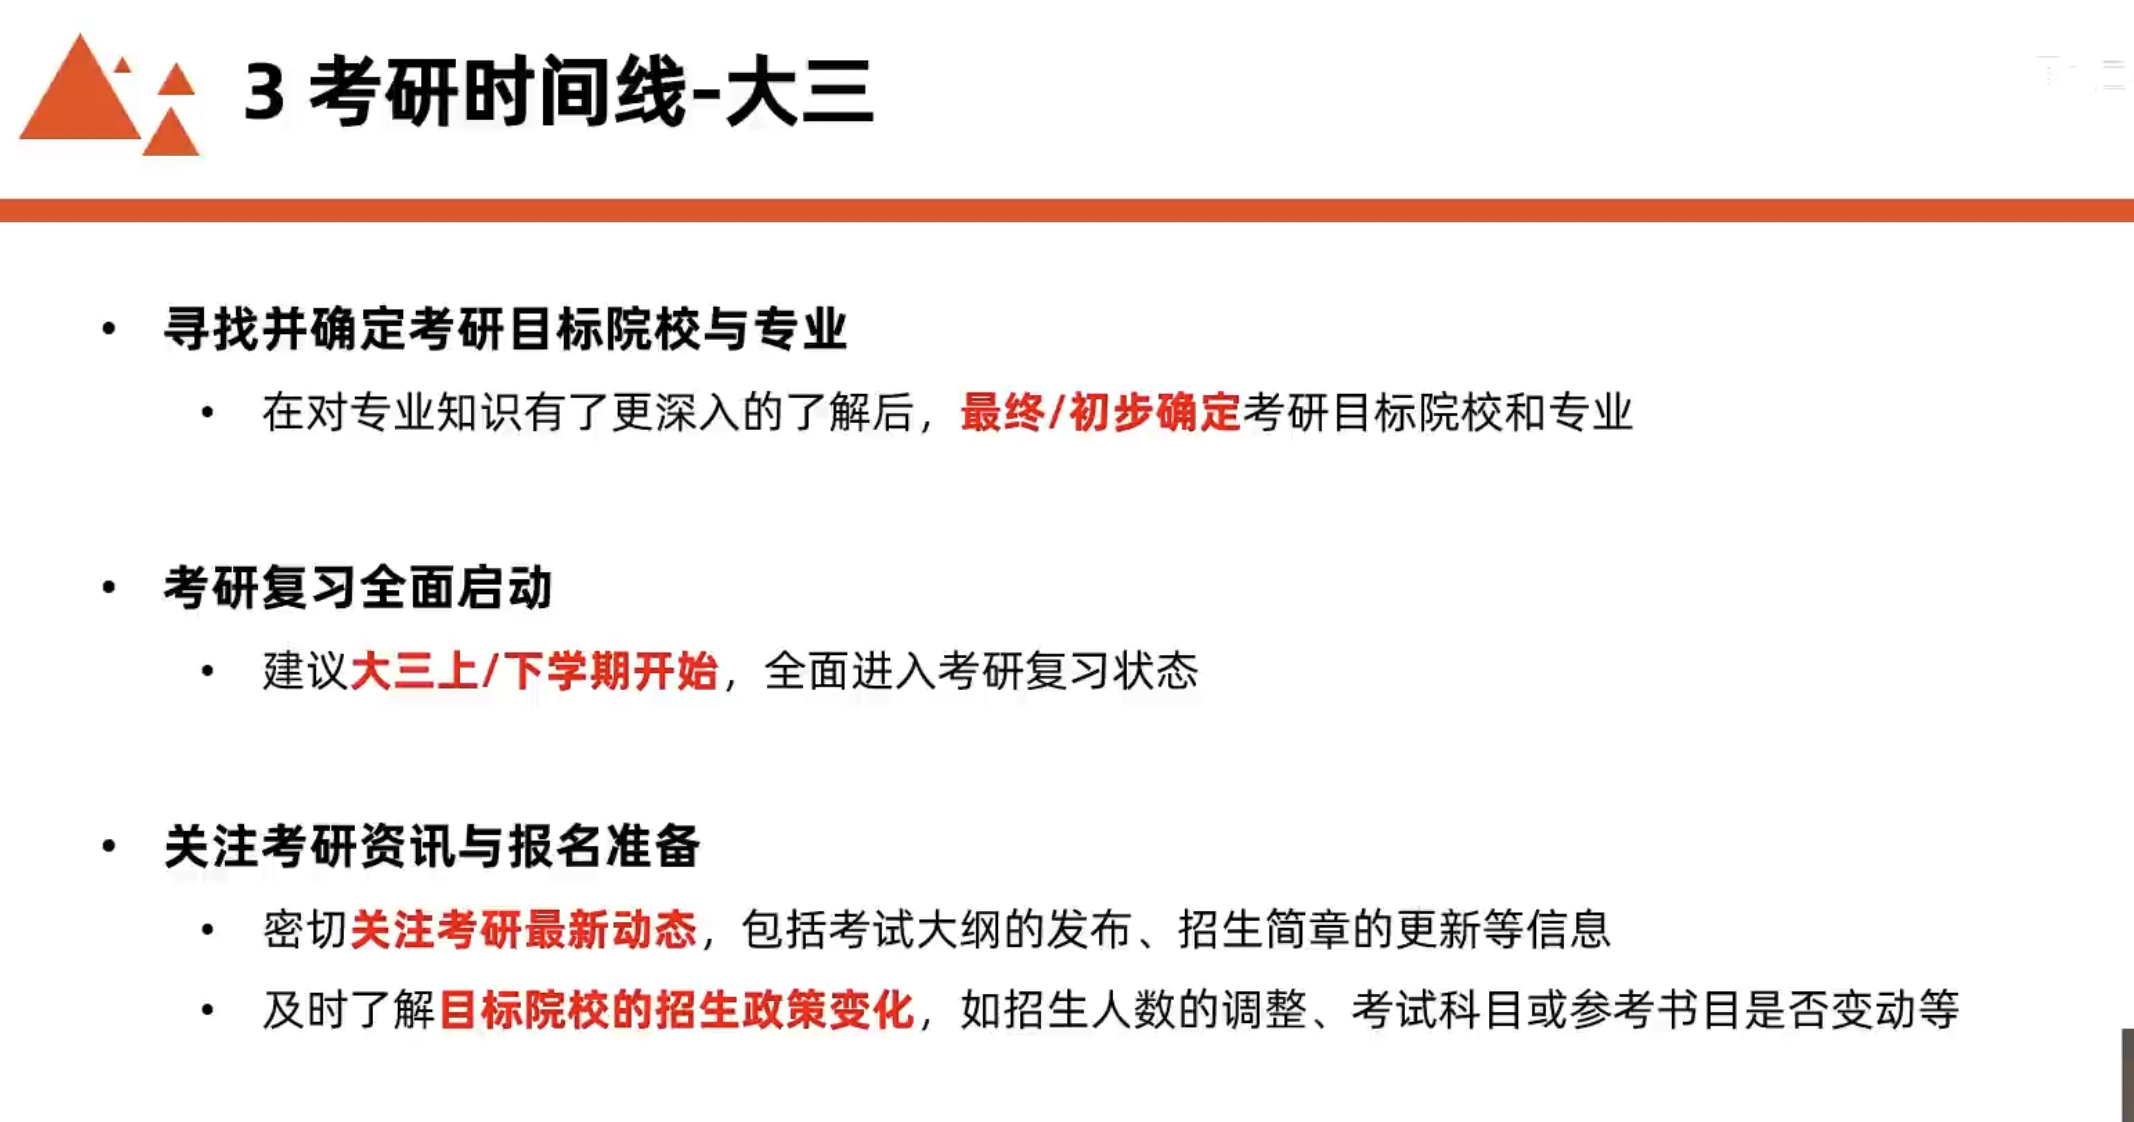 3 考研时间线-大三
• 寻找并确定考研目标院校与专业
• 在对专业知识有了更深入的了解后，最终/初步确定考研目标院校和专业
• 考研复习全面启动
• 建议大三上/下学期开始，全面进入考研复习状态
• 关注考研资讯与报名准备
• 密切关注考研最新动态，包括考试大纲的发布、招生简章的更新等信息
• 及时了解目标院校的招生政策变化，如招生人数的调整、考试科目或参考书目是否变动等